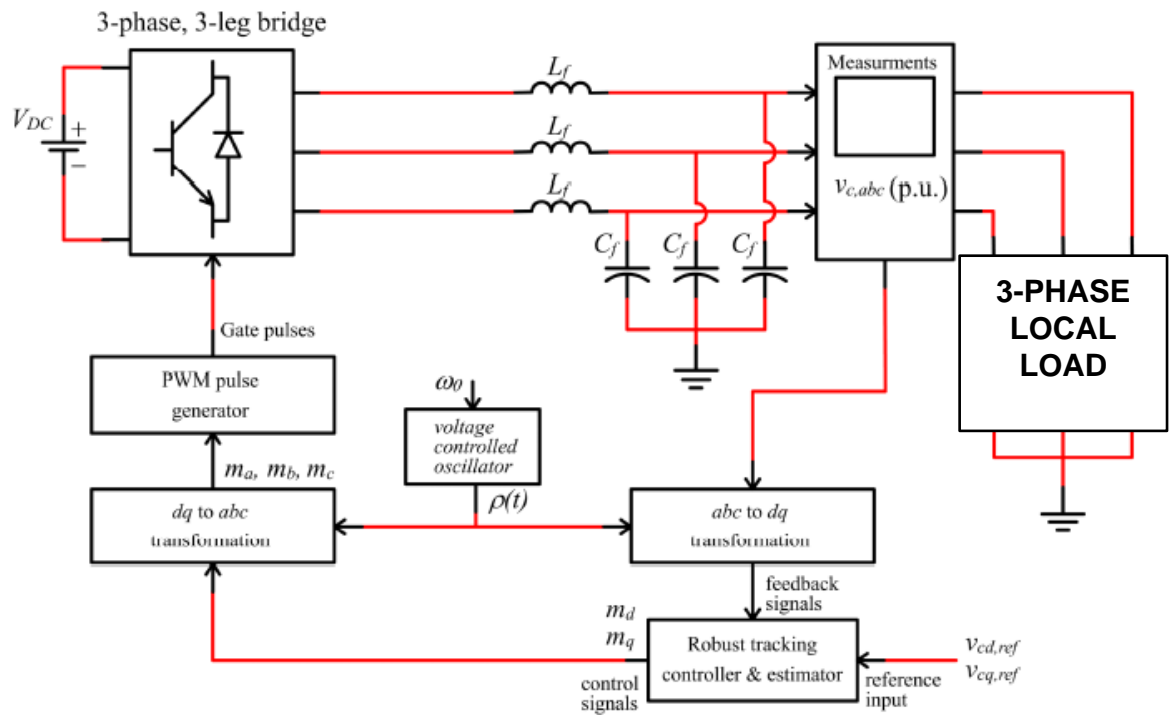 3-phase, 3-leg bridge
V_DC
+
−
L_f
L_f
L_f
C_f
C_f
C_f
Measurments
v_c,abc (p.u.)
3-PHASE
LOCAL
LOAD
Gate pulses
PWM pulse
generator
m_a, m_b, m_c
ω_0
voltage
controlled
oscillator
ρ(t)
dq to abc
transformation
abc to dq
transformation
feedback
signals
m_d
m_q
control
signals
Robust tracking
controller & estimator
reference
input
v_cd,ref
v_cq,ref